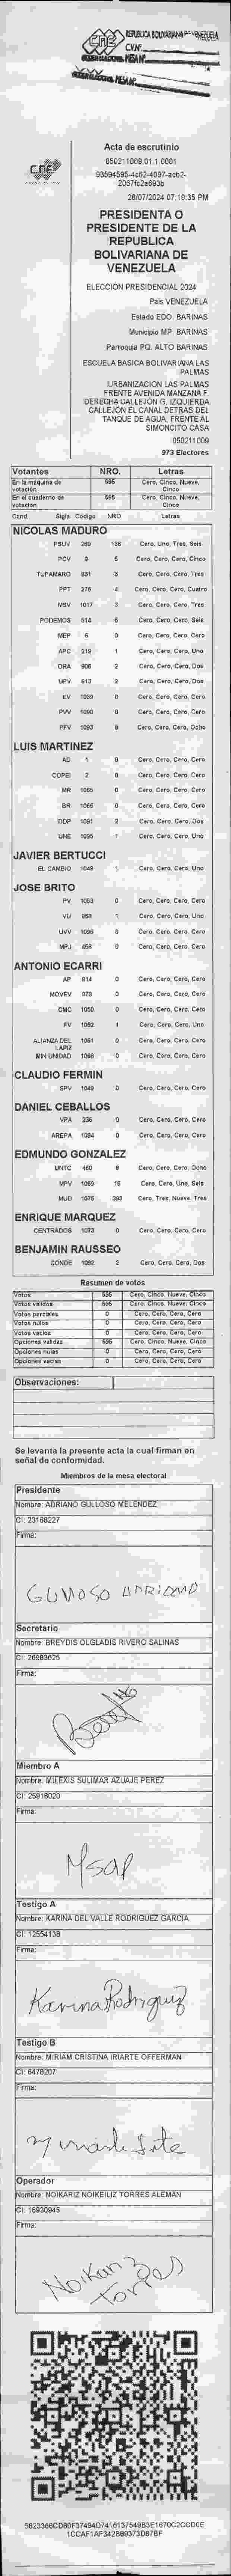 REPUBLICA BOLIVARIANA DE VENEZUELA
CNE
CNE
Acta de escrutinio
050211009.01.1.0001
28/07/2024 07:19:35 PM
PRESIDENTA O
PRESIDENTE DE LA
REPUBLICA
BOLIVARIANA DE
VENEZUELA
ELECCIÓN PRESIDENCIAL 2024
Pais VENEZUELA
Estado EDO. BARINAS
Municipio MP. BARINAS
Parroquia PQ. ALTO BARINAS
ESCUELA BASICA BOLIVARIANA LAS
PALMAS
URBANIZACION LAS PALMAS
FRENTE AVENIDA MANZANA F
DERECHA CALLEJÓN G. IZQUIERDA
CALLEJÓN EL CANAL DETRAS DEL
TANQUE DE AGUA, FRENTE AL
SIMONCITO CASA
050211009
973 Electores
Votantes NRO. Letras
En la máquina de votación 595 Cero, Cinco, Nueve, Cinco
En el cuaderno de votación 595 Cero, Cinco, Nueve, Cinco
Cand. Sigla Código NRO. Letras
NICOLAS MADURO
PSUV 269 136 Cero, Uno, Tres, Seis
PCV 9 5 Cero, Cero, Cero, Cinco
TUPAMARO 931 3 Cero, Cero, Cero, Tres
PPT 276 4 Cero, Cero, Cero, Cuatro
MSV 1017 3 Cero, Cero, Cero, Tres
PODEMOS 514 6 Cero, Cero, Cero, Seis
MEP 6 0 Cero, Cero, Cero, Cero
APC 219 1 Cero, Cero, Cero, Uno
ORA 906 2 Cero, Cero, Cero, Dos
UPV 613 2 Cero, Cero, Cero, Dos
EV 1089 0 Cero, Cero, Cero, Cero
PVV 1090 0 Cero, Cero, Cero, Cero
PFV 1093 8 Cero, Cero, Cero, Ocho
LUIS MARTINEZ
AD 1 0 Cero, Cero, Cero, Cero
COPEI 2 0 Cero, Cero, Cero, Cero
MR 1065 0 Cero, Cero, Cero, Cero
BR 1066 0 Cero, Cero, Cero, Cero
DDP 1091 2 Cero, Cero, Cero, Dos
UNE 1095 1 Cero, Cero, Cero, Uno
JAVIER BERTUCCI
EL CAMBIO 1048 1 Cero, Cero, Cero, Uno
JOSE BRITO
PV 1053 0 Cero, Cero, Cero, Cero
VU 958 1 Cero, Cero, Cero, Uno
UVV 1096 0 Cero, Cero, Cero, Cero
MPJ 458 0 Cero, Cero, Cero, Cero
ANTONIO ECARRI
AP 814 0 Cero, Cero, Cero, Cero
MOVEV 978 0 Cero, Cero, Cero, Cero
CMC 1050 0 Cero, Cero, Cero, Cero
FV 1062 1 Cero, Cero, Cero, Uno
ALIANZA DEL LAPIZ 1061 0 Cero, Cero, Cero, Cero
MIN UNIDAD 1068 0 Cero, Cero, Cero, Cero
CLAUDIO FERMIN
SPV 1049 0 Cero, Cero, Cero, Cero
DANIEL CEBALLOS
VPA 236 0 Cero, Cero, Cero, Cero
AREPA 1094 0 Cero, Cero, Cero, Cero
EDMUNDO GONZALEZ
UNTC 460 8 Cero, Cero, Cero, Ocho
MPV 1069 16 Cero, Cero, Uno, Seis
MUD 1076 393 Cero, Tres, Nueve, Tres
ENRIQUE MARQUEZ
CENTRADOS 1073 0 Cero, Cero, Cero, Cero
BENJAMIN RAUSSEO
CONDE 1092 2 Cero, Cero, Cero, Dos
Resumen de votos
Votos 595 Cero, Cinco, Nueve, Cinco
Votos válidos 595 Cero, Cinco, Nueve, Cinco
Votos parciales 0 Cero, Cero, Cero, Cero
Votos nulos 0 Cero, Cero, Cero, Cero
Votos vacíos 0 Cero, Cero, Cero, Cero
Opciones válidas 595 Cero, Cinco, Nueve, Cinco
Opciones nulas 0 Cero, Cero, Cero, Cero
Opciones vacías 0 Cero, Cero, Cero, Cero
Observaciones:
Se levanta la presente acta la cual firman en
señal de conformidad.
Miembros de la mesa electoral
Presidente
Nombre: ADRIANO GULLOSO MELENDEZ
CI: 23168227
Firma:
Secretario
Nombre: BREYDIS OLGLADIS RIVERO SALINAS
CI: 26983625
Firma:
Miembro A
Nombre: MILEXIS SULIMAR AZUAJE PEREZ
CI: 25918020
Firma:
Testigo A
Nombre: KARINA DEL VALLE RODRIGUEZ GARCIA
CI: 12554138
Firma:
Karina Rodriguez
Testigo B
Nombre: MIRIAM CRISTINA IRIARTE OFFERMAN
CI: 6478207
Firma:
Operador
Nombre: NOIKARIZ NOIKEILIZ TORRES ALEMAN
CI: 18930945
Firma:
Torres